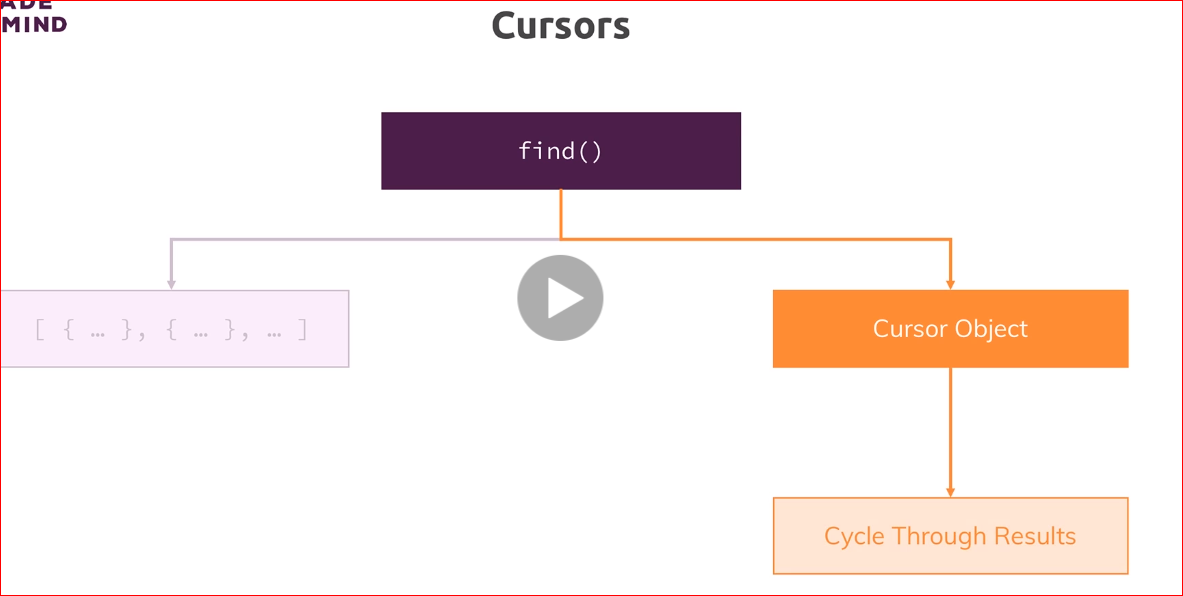 ADE
MIND
Cursors
find()
[ { … }, { … }, … ]
Cursor Object
Cycle Through Results